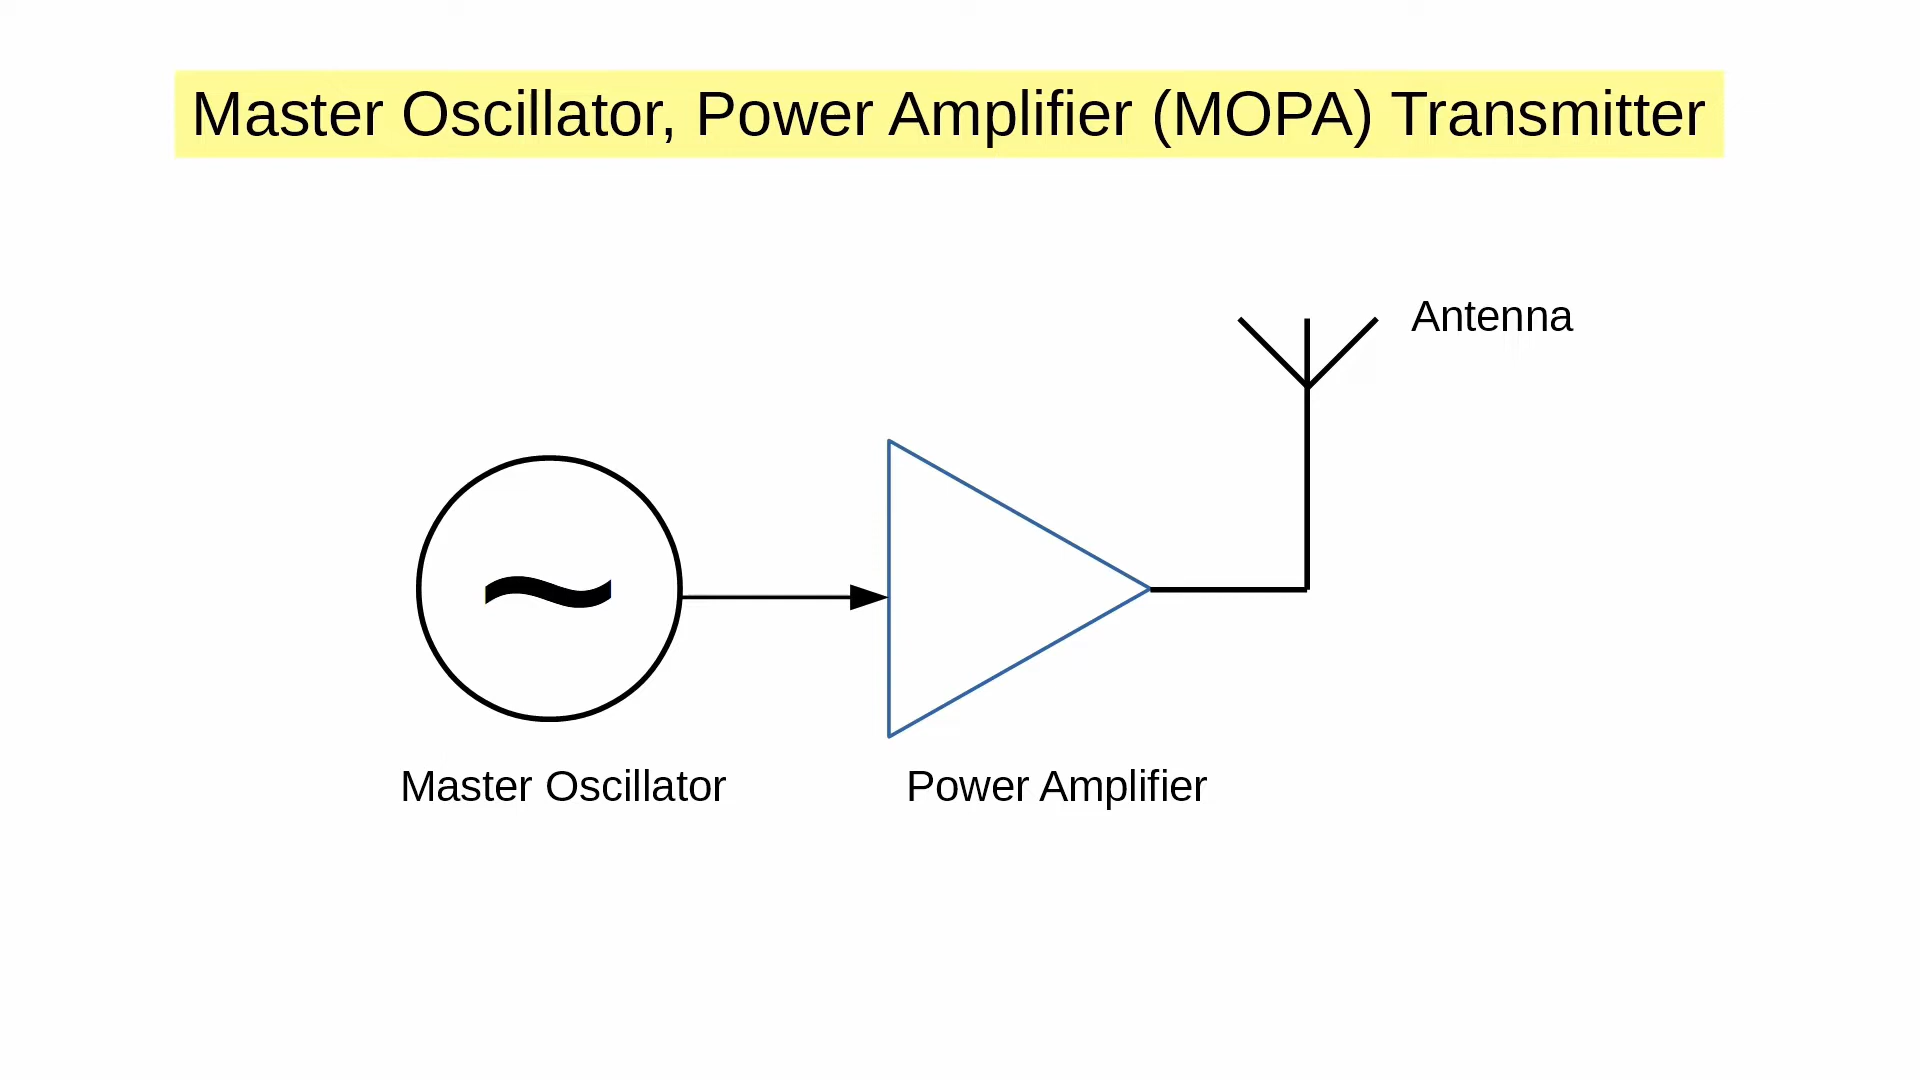 Master Oscillator, Power Amplifier (MOPA) Transmitter
Antenna
~
Master Oscillator
Power Amplifier